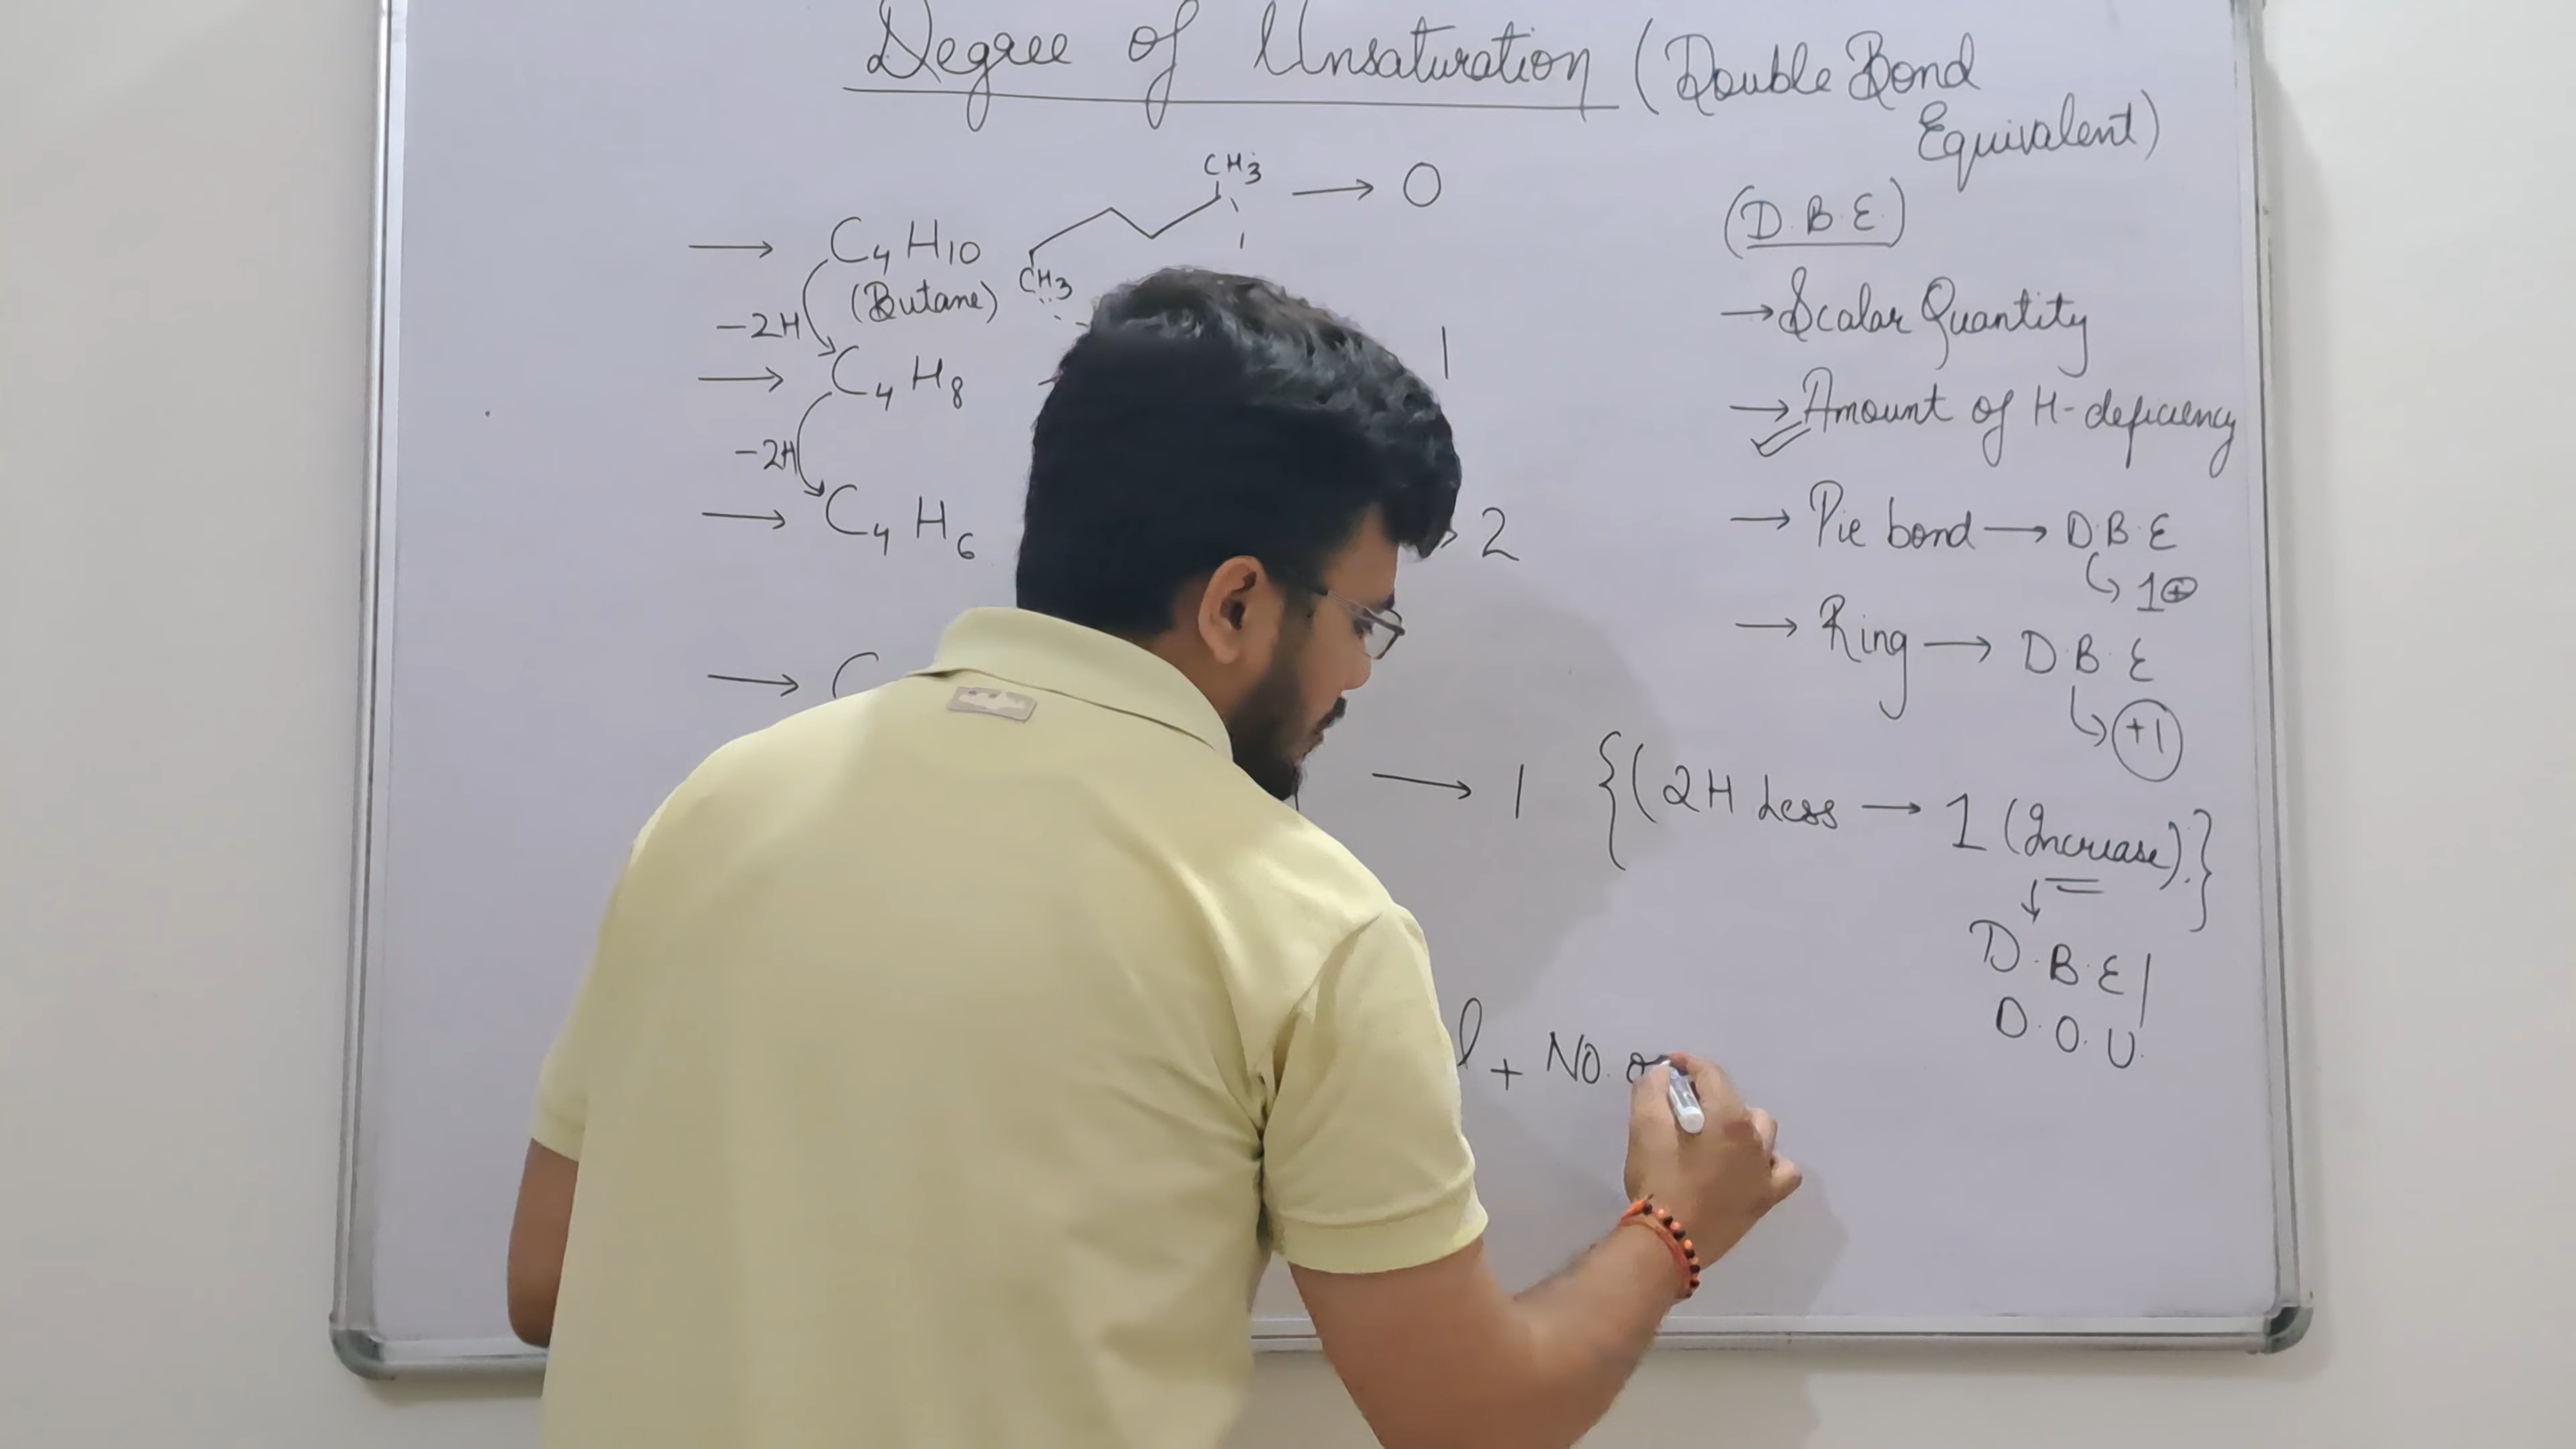 Degree of Unsaturation (Double Bond
Equivalent)
(D.B.E)
CH3 → 0
→ C4H10
(Butane)
CH3
-2H
→ C4H8
1
-2H
→ C4H6
2
→ C
→ Scalar Quantity
→ Amount of H-deficiency
→ Pie bond → D.B.E
1⊕
→ Ring → D.B.E
+1
→ 1 {(2H Less → 1 (Increase).}
D.B.E/
D.O.U.
+ NO. o